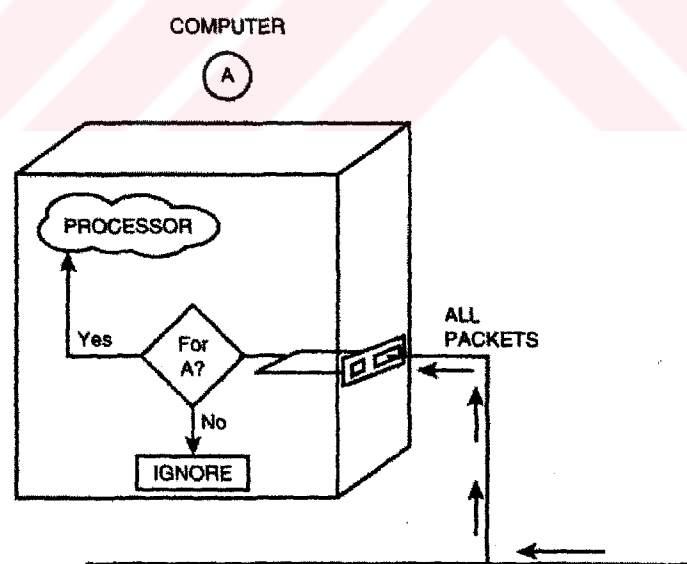 COMPUTER
A
PROCESSOR
Yes
For
A?
No
IGNORE
ALL
PACKETS